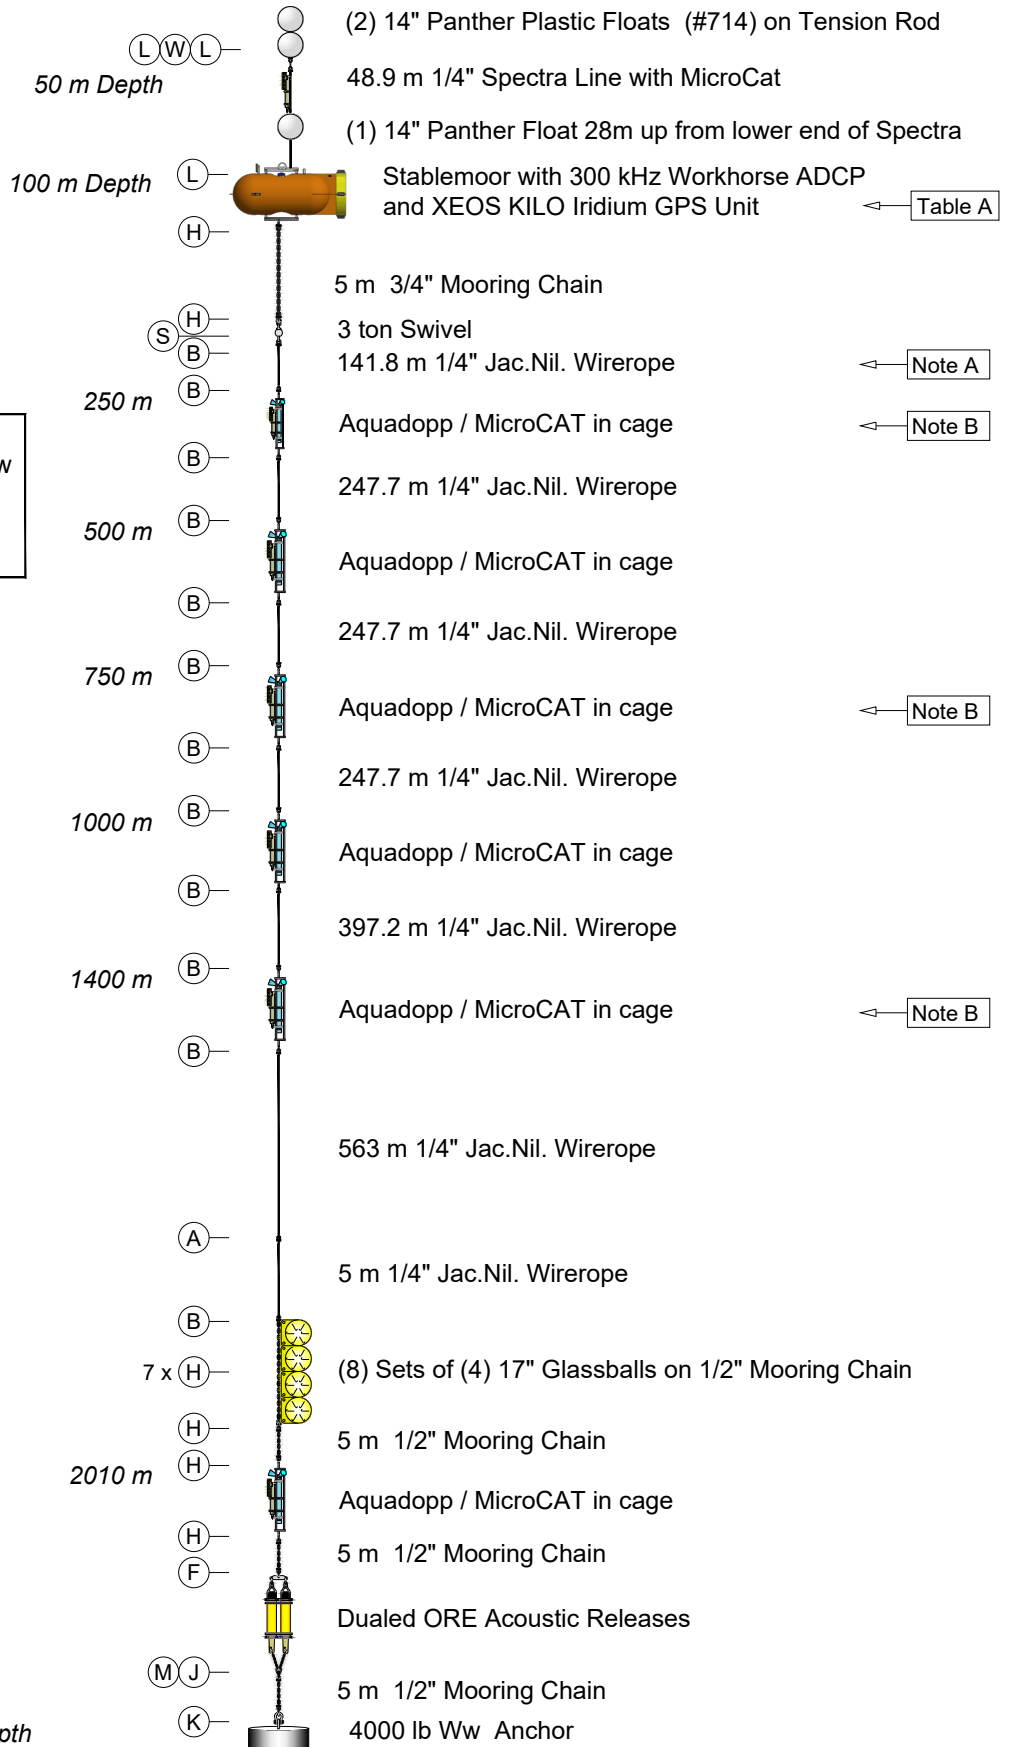 (2) 14" Panther Plastic Floats (#714) on Tension Rod
L W L
50 m Depth
48.9 m 1/4" Spectra Line with MicroCat
(1) 14" Panther Float 28m up from lower end of Spectra
100 m Depth
L
Stablemoor with 300 kHz Workhorse ADCP
and XEOS KILO Iridium GPS Unit
Table A
H
5 m 3/4" Mooring Chain
H
S
3 ton Swivel
B
141.8 m 1/4" Jac.Nil. Wirerope
Note A
250 m
B
Aquadopp / MicroCAT in cage
Note B
w
B
247.7 m 1/4" Jac.Nil. Wirerope
500 m
B
Aquadopp / MicroCAT in cage
B
247.7 m 1/4" Jac.Nil. Wirerope
750 m
B
Aquadopp / MicroCAT in cage
Note B
B
247.7 m 1/4" Jac.Nil. Wirerope
1000 m
B
Aquadopp / MicroCAT in cage
B
397.2 m 1/4" Jac.Nil. Wirerope
1400 m
B
Aquadopp / MicroCAT in cage
Note B
B
563 m 1/4" Jac.Nil. Wirerope
A
5 m 1/4" Jac.Nil. Wirerope
B
7 x H
(8) Sets of (4) 17" Glassballs on 1/2" Mooring Chain
H
5 m 1/2" Mooring Chain
2010 m
H
Aquadopp / MicroCAT in cage
H
5 m 1/2" Mooring Chain
F
Dualed ORE Acoustic Releases
M J
5 m 1/2" Mooring Chain
K
4000 lb Ww Anchor
pth